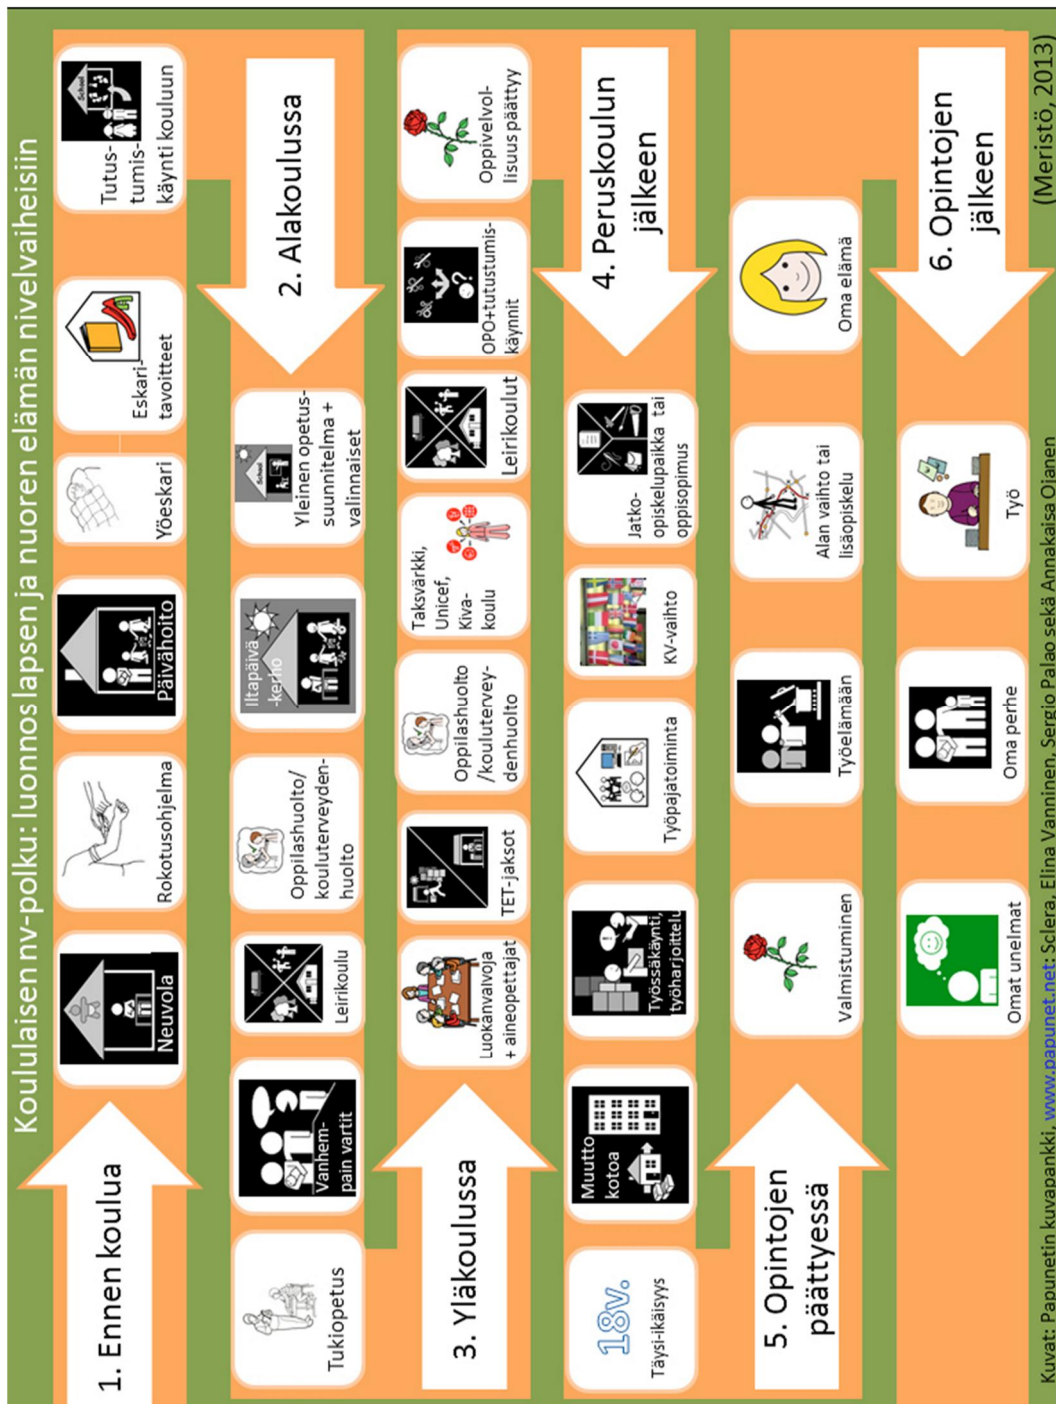 Koululaisen nv-polku: luonnos lapsen ja nuoren elämän nivelvaiheisiin
1. Ennen koulua
Neuvola
Rokotusohjelma
Päivähoito
Yöeskari
Eskari-
tavoitteet
School
Tutus-
tumis-
käynti kouluun
2. Alakoulussa
School
Yleinen opetus-
suunnitelma +
valinnaiset
Iltapäivä
-kerho
Oppilashuolto/
kouluterveyden-
huolto
Leirikoulu
Vanhem-
pain vartit
Tukiopetus
3. Yläkoulussa
Luokanvalvoja
+ aineopettajat
TET-jaksot
Oppilashuolto
/koulutervey-
denhuolto
Taksvärkki,
Unicef,
Kiva-
koulu
Leirikoulut
OPO+tutustumis-
käynnit
Oppivelvol-
lisuus päättyy
4. Peruskoulun
jälkeen
Jatko-
opiskelupaikka tai
oppisopimus
KV-vaihto
Työpajatoiminta
Työssäkäynti,
työharjoittelu
Muutto
kotoa
18v.
Täysi-ikäisyys
5. Opintojen
päättyessä
Valmistuminen
Työelämään
Alan vaihto tai
lisäopiskelu
Oma elämä
6. Opintojen
jälkeen
Työ
Oma perhe
Omat unelmat
Kuvat: Papunetin kuvapankki, www.papunet.net: Sclera, Elina Vanninen, Sergio Palao sekä Annakaisa Ojanen
(Meristö, 2013)